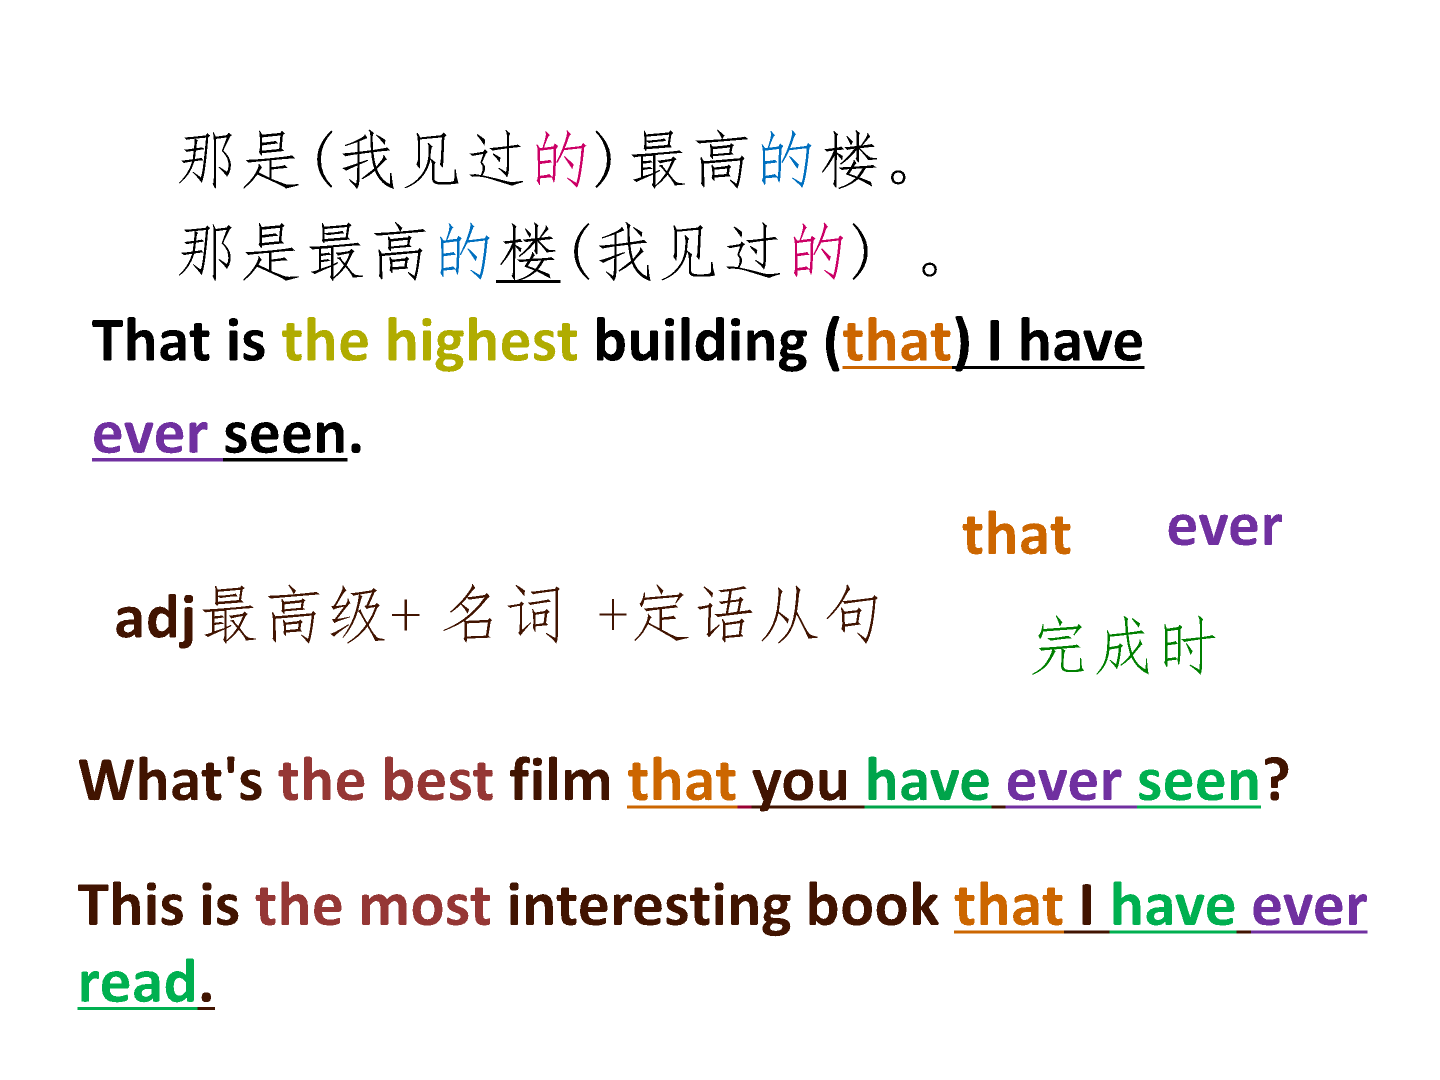 那是(我见过的)最高的楼。
那是最高的楼(我见过的) 。
That is the highest building (that) I have
ever seen.
that ever
adj最高级+ 名词 +定语从句
完成时
What's the best film that you have ever seen?
This is the most interesting book that I have ever
read.